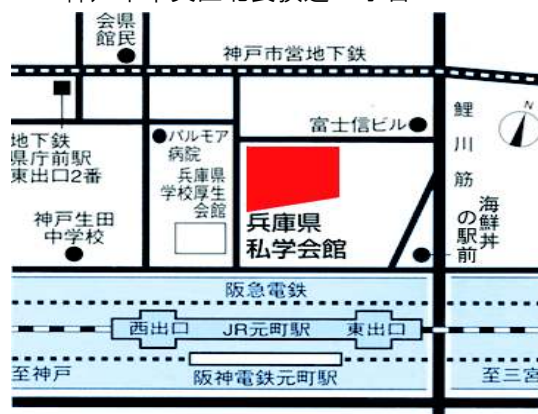 県民
会館
神戸市営地下鉄
地下鉄
県庁前駅
東出口2番
パルモア
病院
兵庫県
学校厚生
会館
富士信ビル
鯉川筋
N
神戸生田
中学校
兵庫県
私学会館
海鮮丼
の駅前
阪急電鉄
西出口
JR元町駅
東出口
至神戸
阪神電鉄元町駅
至三宮